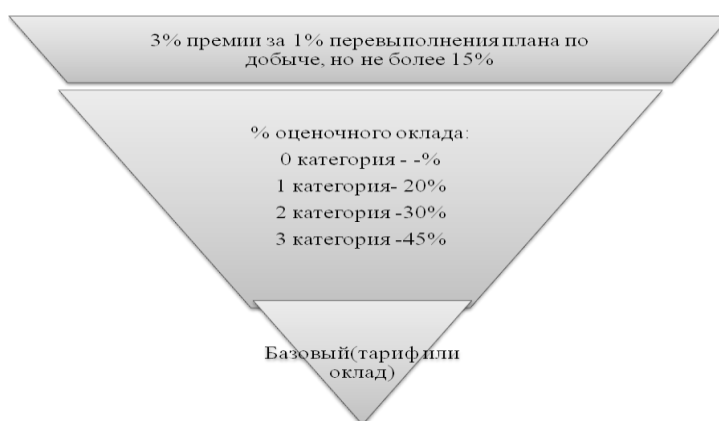 3% премии за 1% перевыполнения плана по
добыче, но не более 15%
% оценочного оклада:
0 категория - -%
1 категория- 20%
2 категория -30%
3 категория -45%
Базовый(тариф или
оклад)